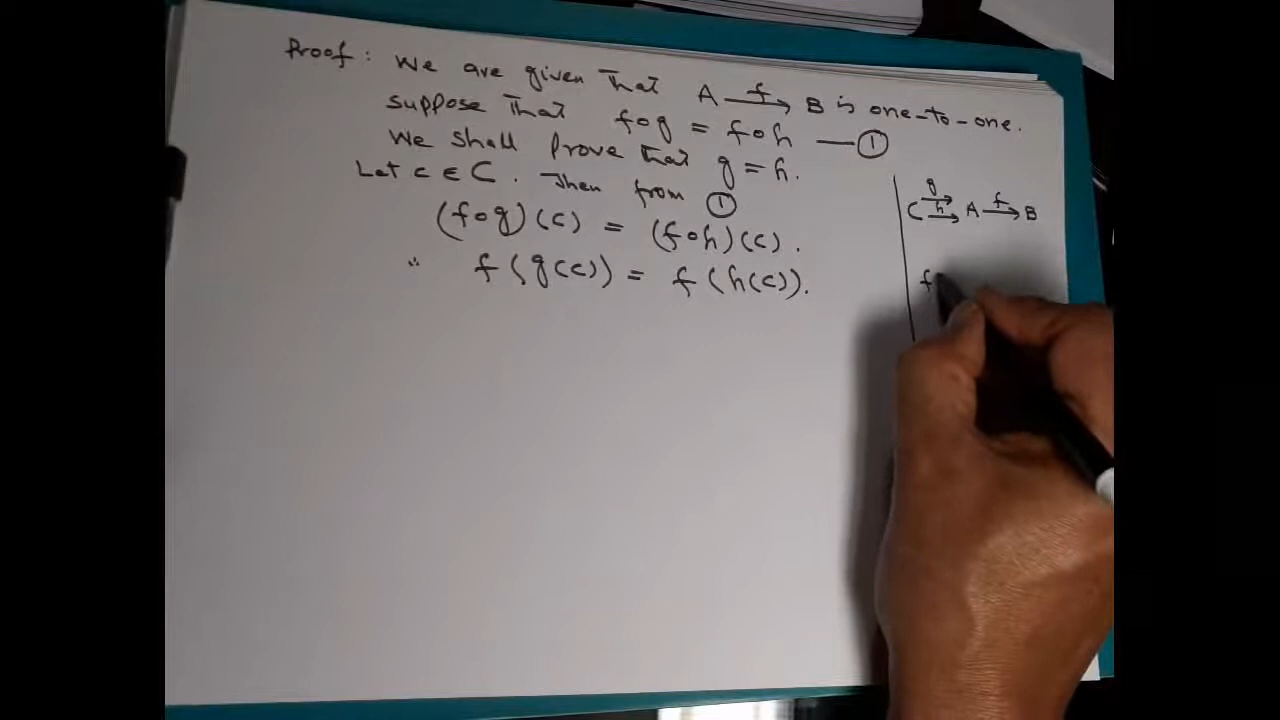 Proof : We are given that A —f→ B is one-to-one.
suppose that f∘g = f∘h —①
We shall prove that g = h.
Let c ∈ C. Then from ①
(f∘g)(c) = (f∘h)(c).
∴ f(g(c)) = f(h(c)).
g
C ⇉ A —f→ B
h
f